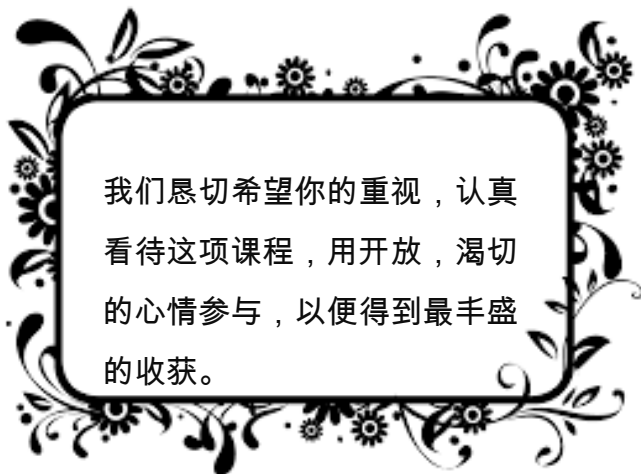 我们恳切希望你的重视，认真
看待这项课程，用开放，渴切
的心情参与，以便得到最丰盛
的收获。